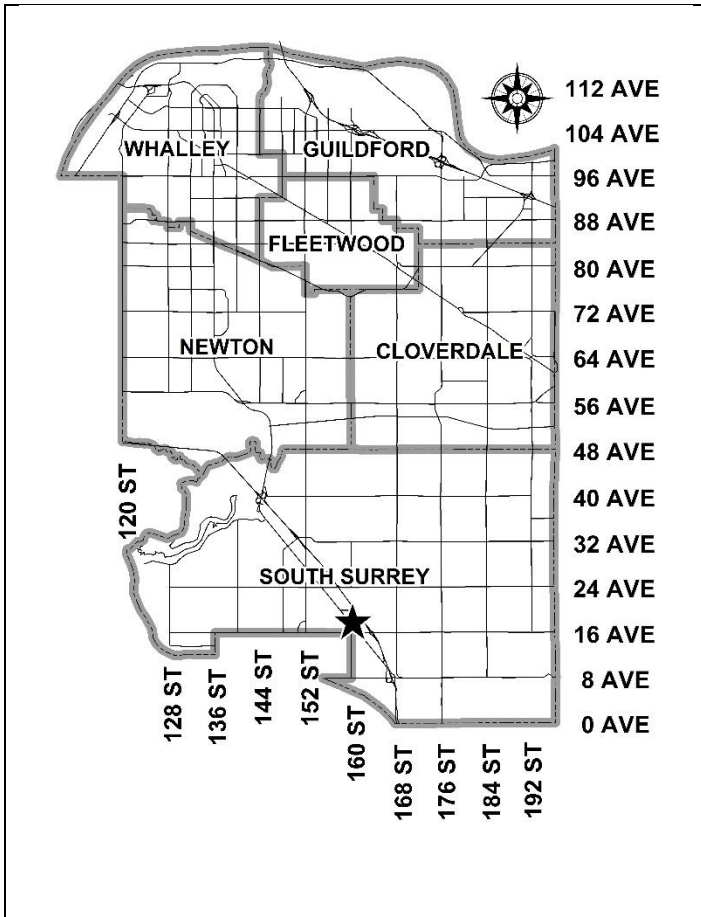 112 AVE
104 AVE
WHALLEY
GUILDFORD
96 AVE
88 AVE
FLEETWOOD
80 AVE
72 AVE
NEWTON
CLOVERDALE
64 AVE
56 AVE
48 AVE
120 ST
40 AVE
32 AVE
SOUTH SURREY
24 AVE
16 AVE
8 AVE
0 AVE
128 ST
136 ST
144 ST
152 ST
160 ST
168 ST
176 ST
184 ST
192 ST